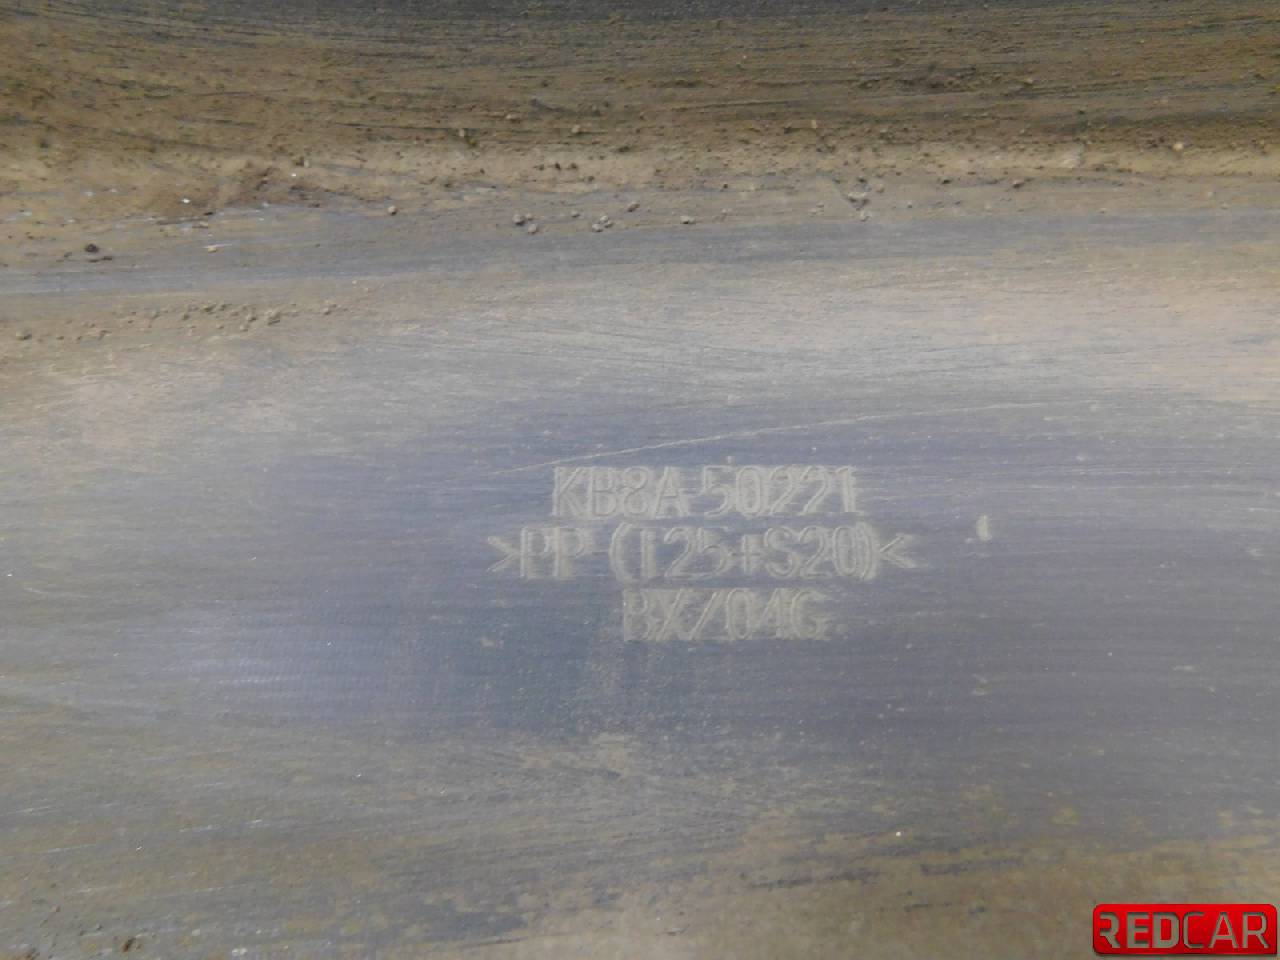 KB8A-50221
>PP-(T25+S20)<
BX/04G
REDCAR